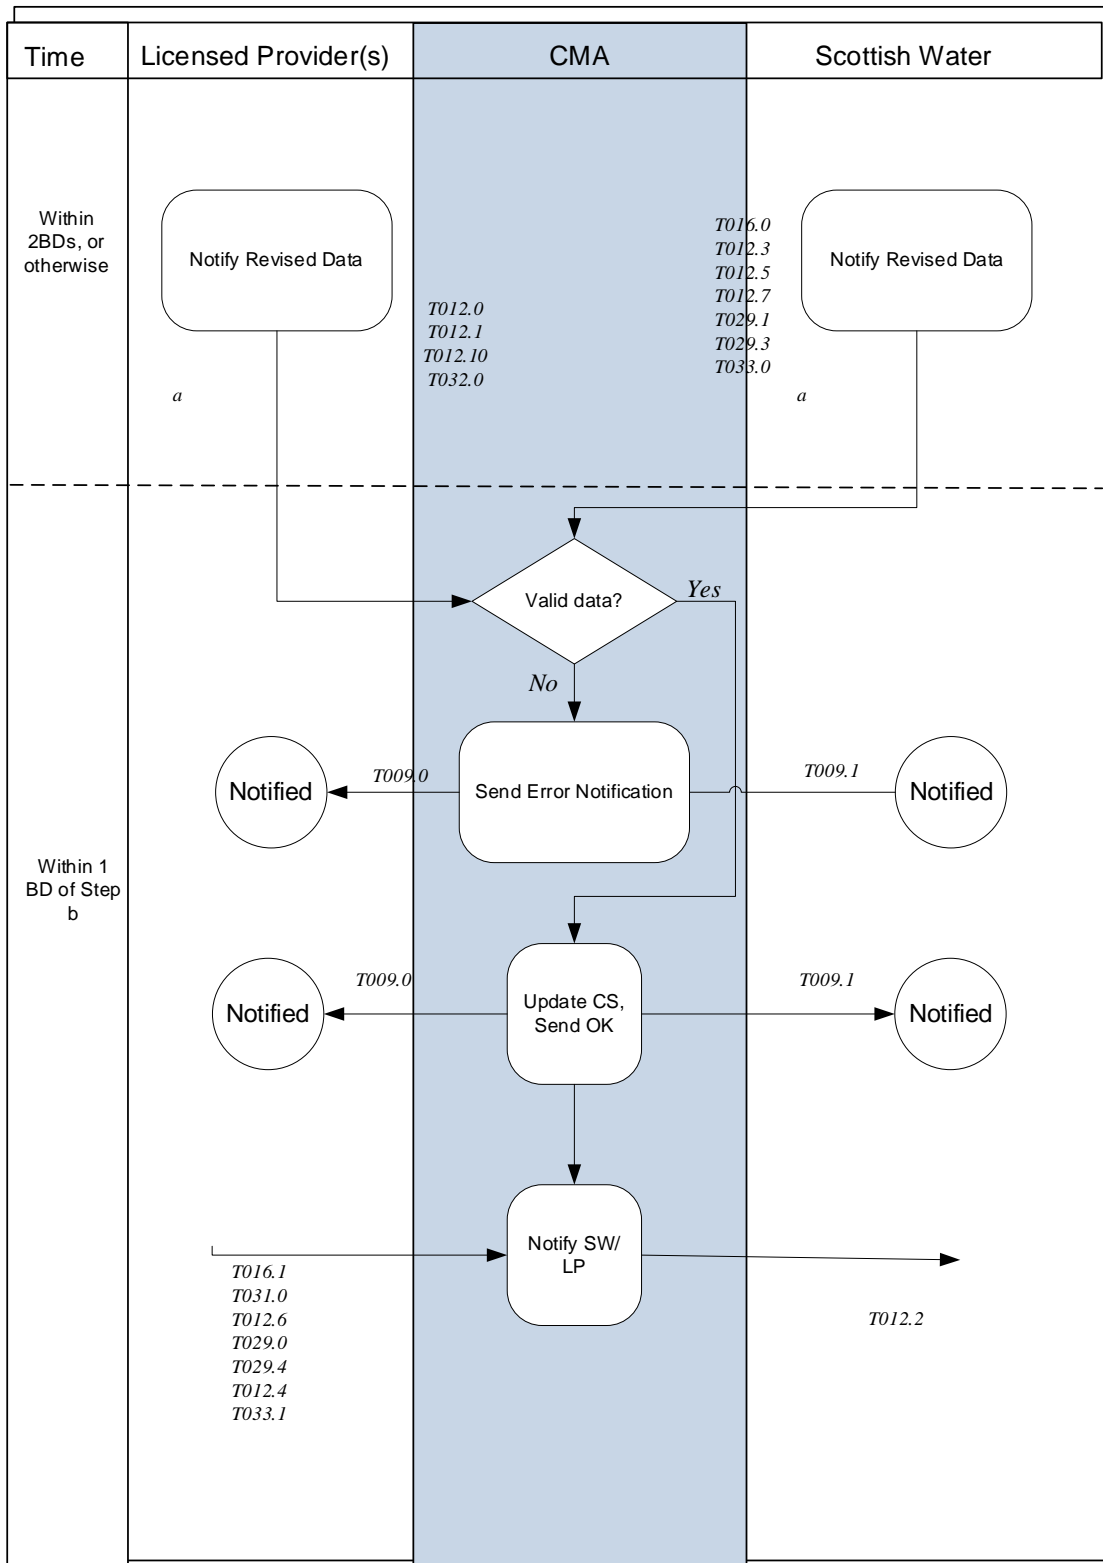 Time
Licensed Provider(s)
CMA
Scottish Water
Within
2BDs, or
otherwise
Notify Revised Data
T012.0
T012.1
T012.10
T032.0
T016.0
T012.3
T012.5
T012.7
T029.1
T029.3
T033.0
Notify Revised Data
a
a
Valid data?
Yes
No
Within 1
BD of Step
b
Notified
T009.0
Send Error Notification
T009.1
Notified
Notified
T009.0
Update CS,
Send OK
T009.1
Notified
Notify SW/
LP
T016.1
T031.0
T012.6
T029.0
T029.4
T012.4
T033.1
T012.2